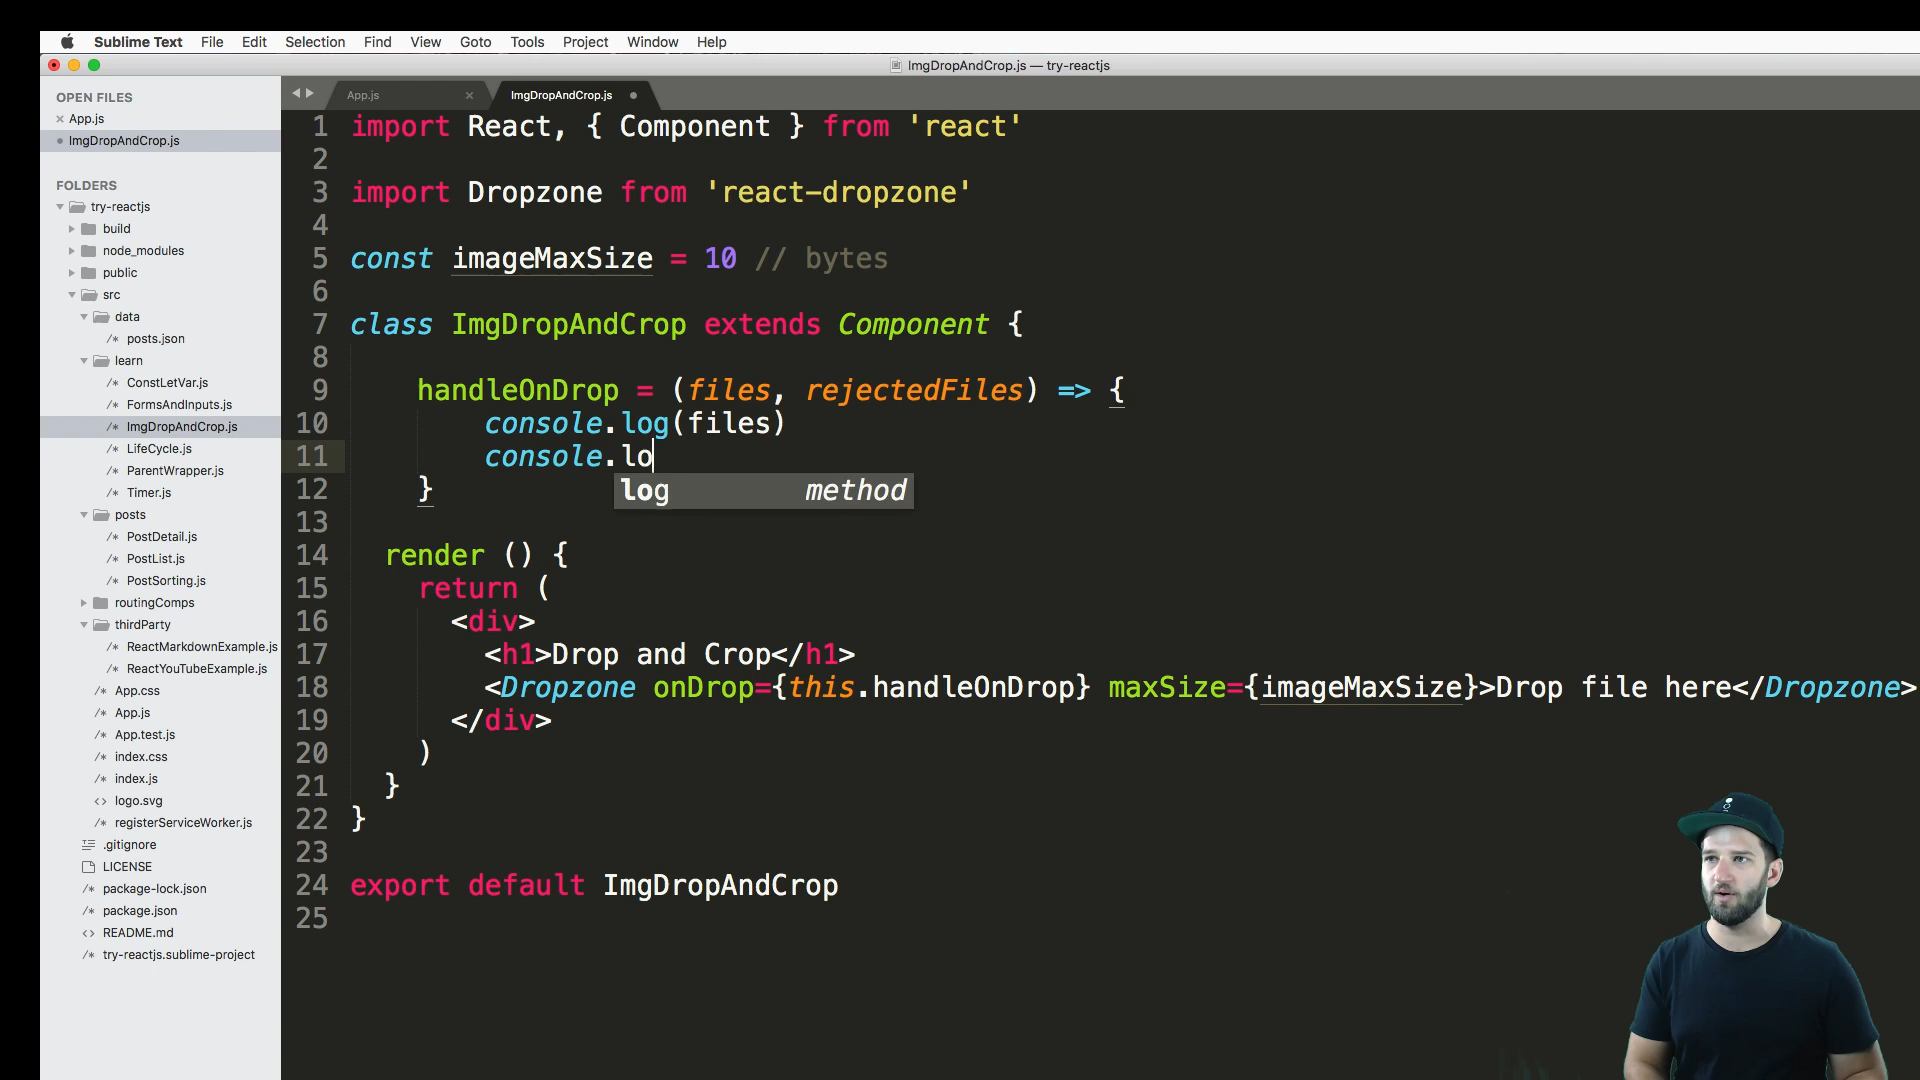 Sublime Text File Edit Selection Find View Goto Tools Project Window Help
ImgDropAndCrop.js — try-reactjs
OPEN FILES
App.js
ImgDropAndCrop.js
FOLDERS
try-reactjs
build
node_modules
public
src
data
posts.json
learn
ConstLetVar.js
FormsAndInputs.js
ImgDropAndCrop.js
LifeCycle.js
ParentWrapper.js
Timer.js
posts
PostDetail.js
PostList.js
PostSorting.js
routingComps
thirdParty
ReactMarkdownExample.js
ReactYouTubeExample.js
App.css
App.js
App.test.js
index.css
index.js
logo.svg
registerServiceWorker.js
.gitignore
LICENSE
package-lock.json
package.json
README.md
try-reactjs.sublime-project
App.js ImgDropAndCrop.js
1 import React, { Component } from 'react'
2
3 import Dropzone from 'react-dropzone'
4
5 const imageMaxSize = 10 // bytes
6
7 class ImgDropAndCrop extends Component {
8
9 handleOnDrop = (files, rejectedFiles) => {
10 console.log(files)
11 console.lo
log method
12 }
13
14 render () {
15 return (
16 <div>
17 <h1>Drop and Crop</h1>
18 <Dropzone onDrop={this.handleOnDrop} maxSize={imageMaxSize}>Drop file here</Dropzone>
19 </div>
20 )
21 }
22 }
23
24 export default ImgDropAndCrop
25